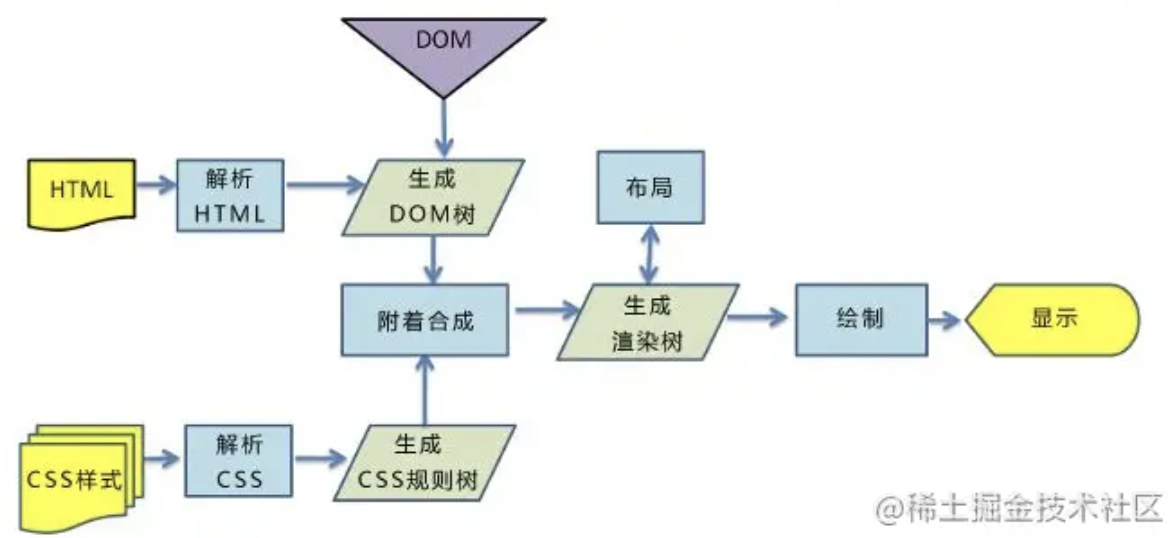 DOM
HTML
解析
HTML
生成
DOM树
布局
附着合成
生成
渲染树
绘制
显示
CSS样式
解析
CSS
生成
CSS规则树
@稀土掘金技术社区